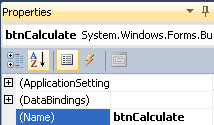 Properties
btnCalculate System.Windows.Forms.Bu
(ApplicationSetting
(DataBindings)
(Name) btnCalculate